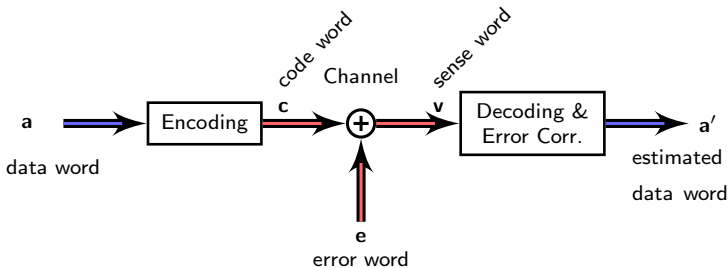 code word
sense word
Channel
a
c
v
Encoding
+
Decoding &
Error Corr.
a′
data word
estimated
data word
e
error word